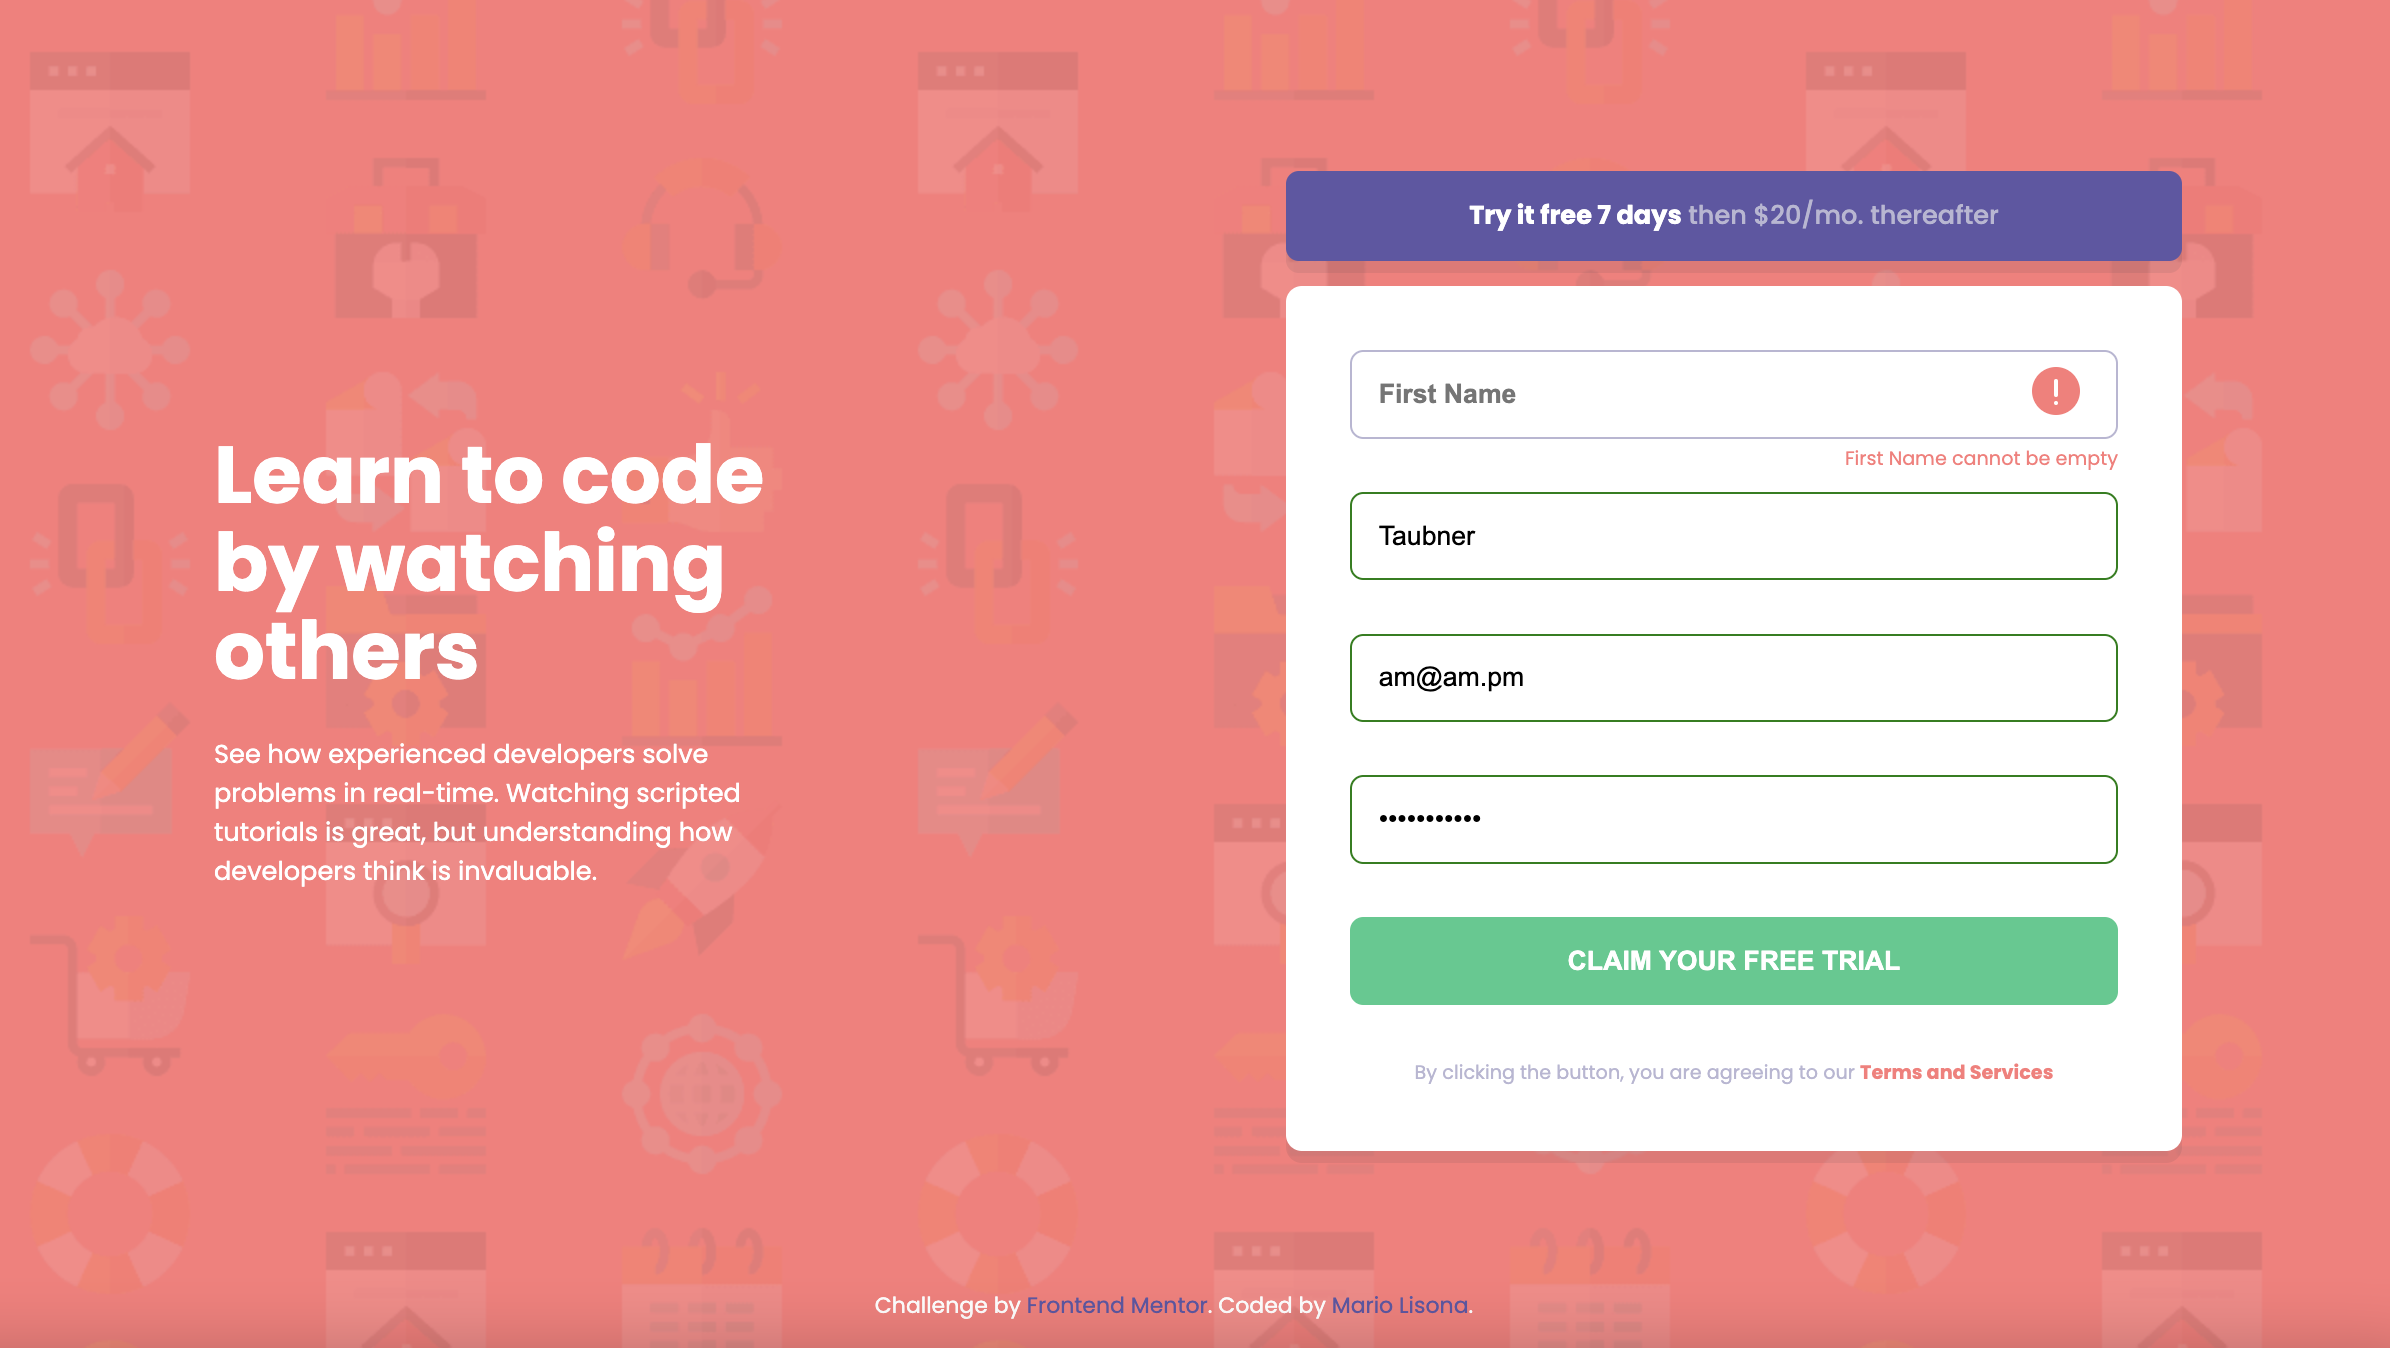 Learn to code
by watching
others
See how experienced developers solve
problems in real-time. Watching scripted
tutorials is great, but understanding how
developers think is invaluable.
Try it free 7 days then $20/mo. thereafter
First Name
!
First Name cannot be empty
Taubner
am@am.pm
•••••••••••
CLAIM YOUR FREE TRIAL
By clicking the button, you are agreeing to our Terms and Services
Challenge by Frontend Mentor. Coded by Mario Lisona.